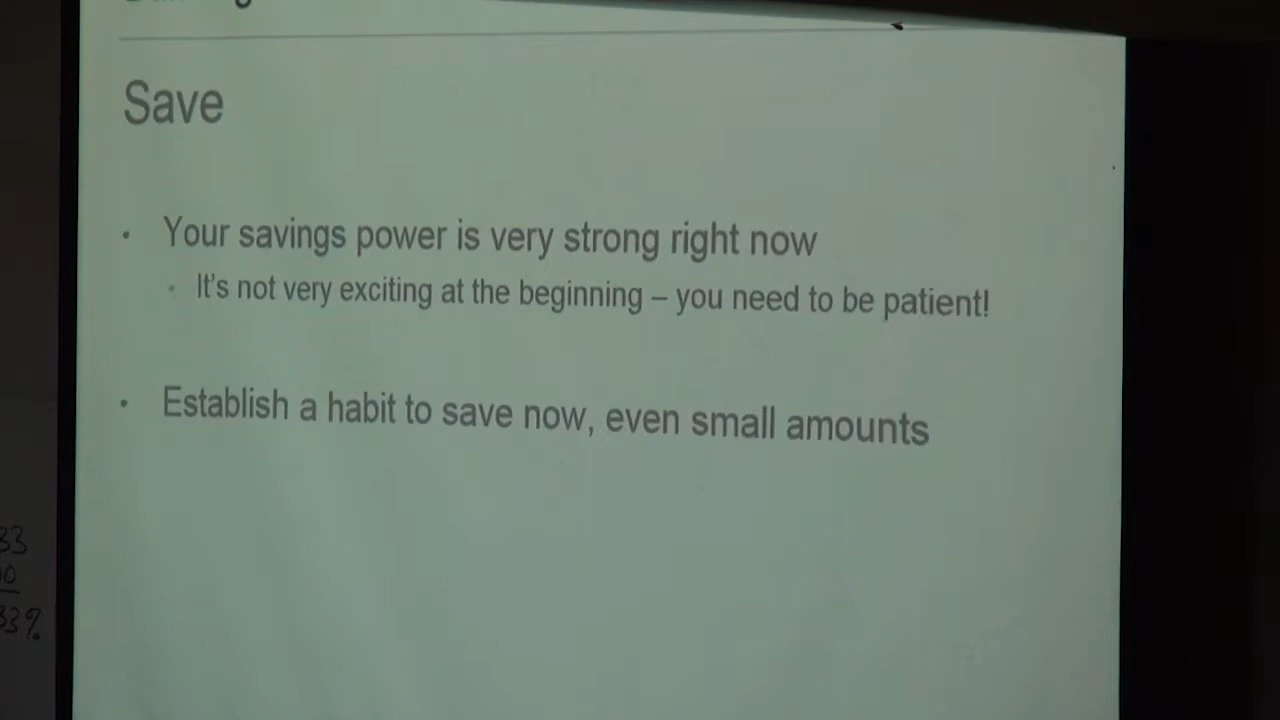 Save
• Your savings power is very strong right now
• It's not very exciting at the beginning – you need to be patient!
• Establish a habit to save now, even small amounts
33%